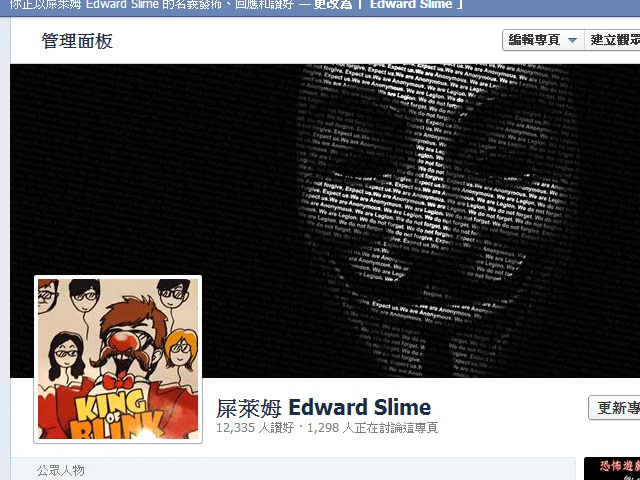 你正以屎萊姆 Edward Slime 的名義發佈、回應和讚好 — 更改為「 Edward Slime 」
管理面板
編輯專頁
建立觀眾
We are Anonymous.
We are Legion.
We do not forgive.
We do not forget.
Expect us.
KING
OF
BLINK
屎萊姆 Edward Slime
12,335 人讚好 · 1,298 人正在討論這專頁
更新專
公眾人物
恐怖遊戲